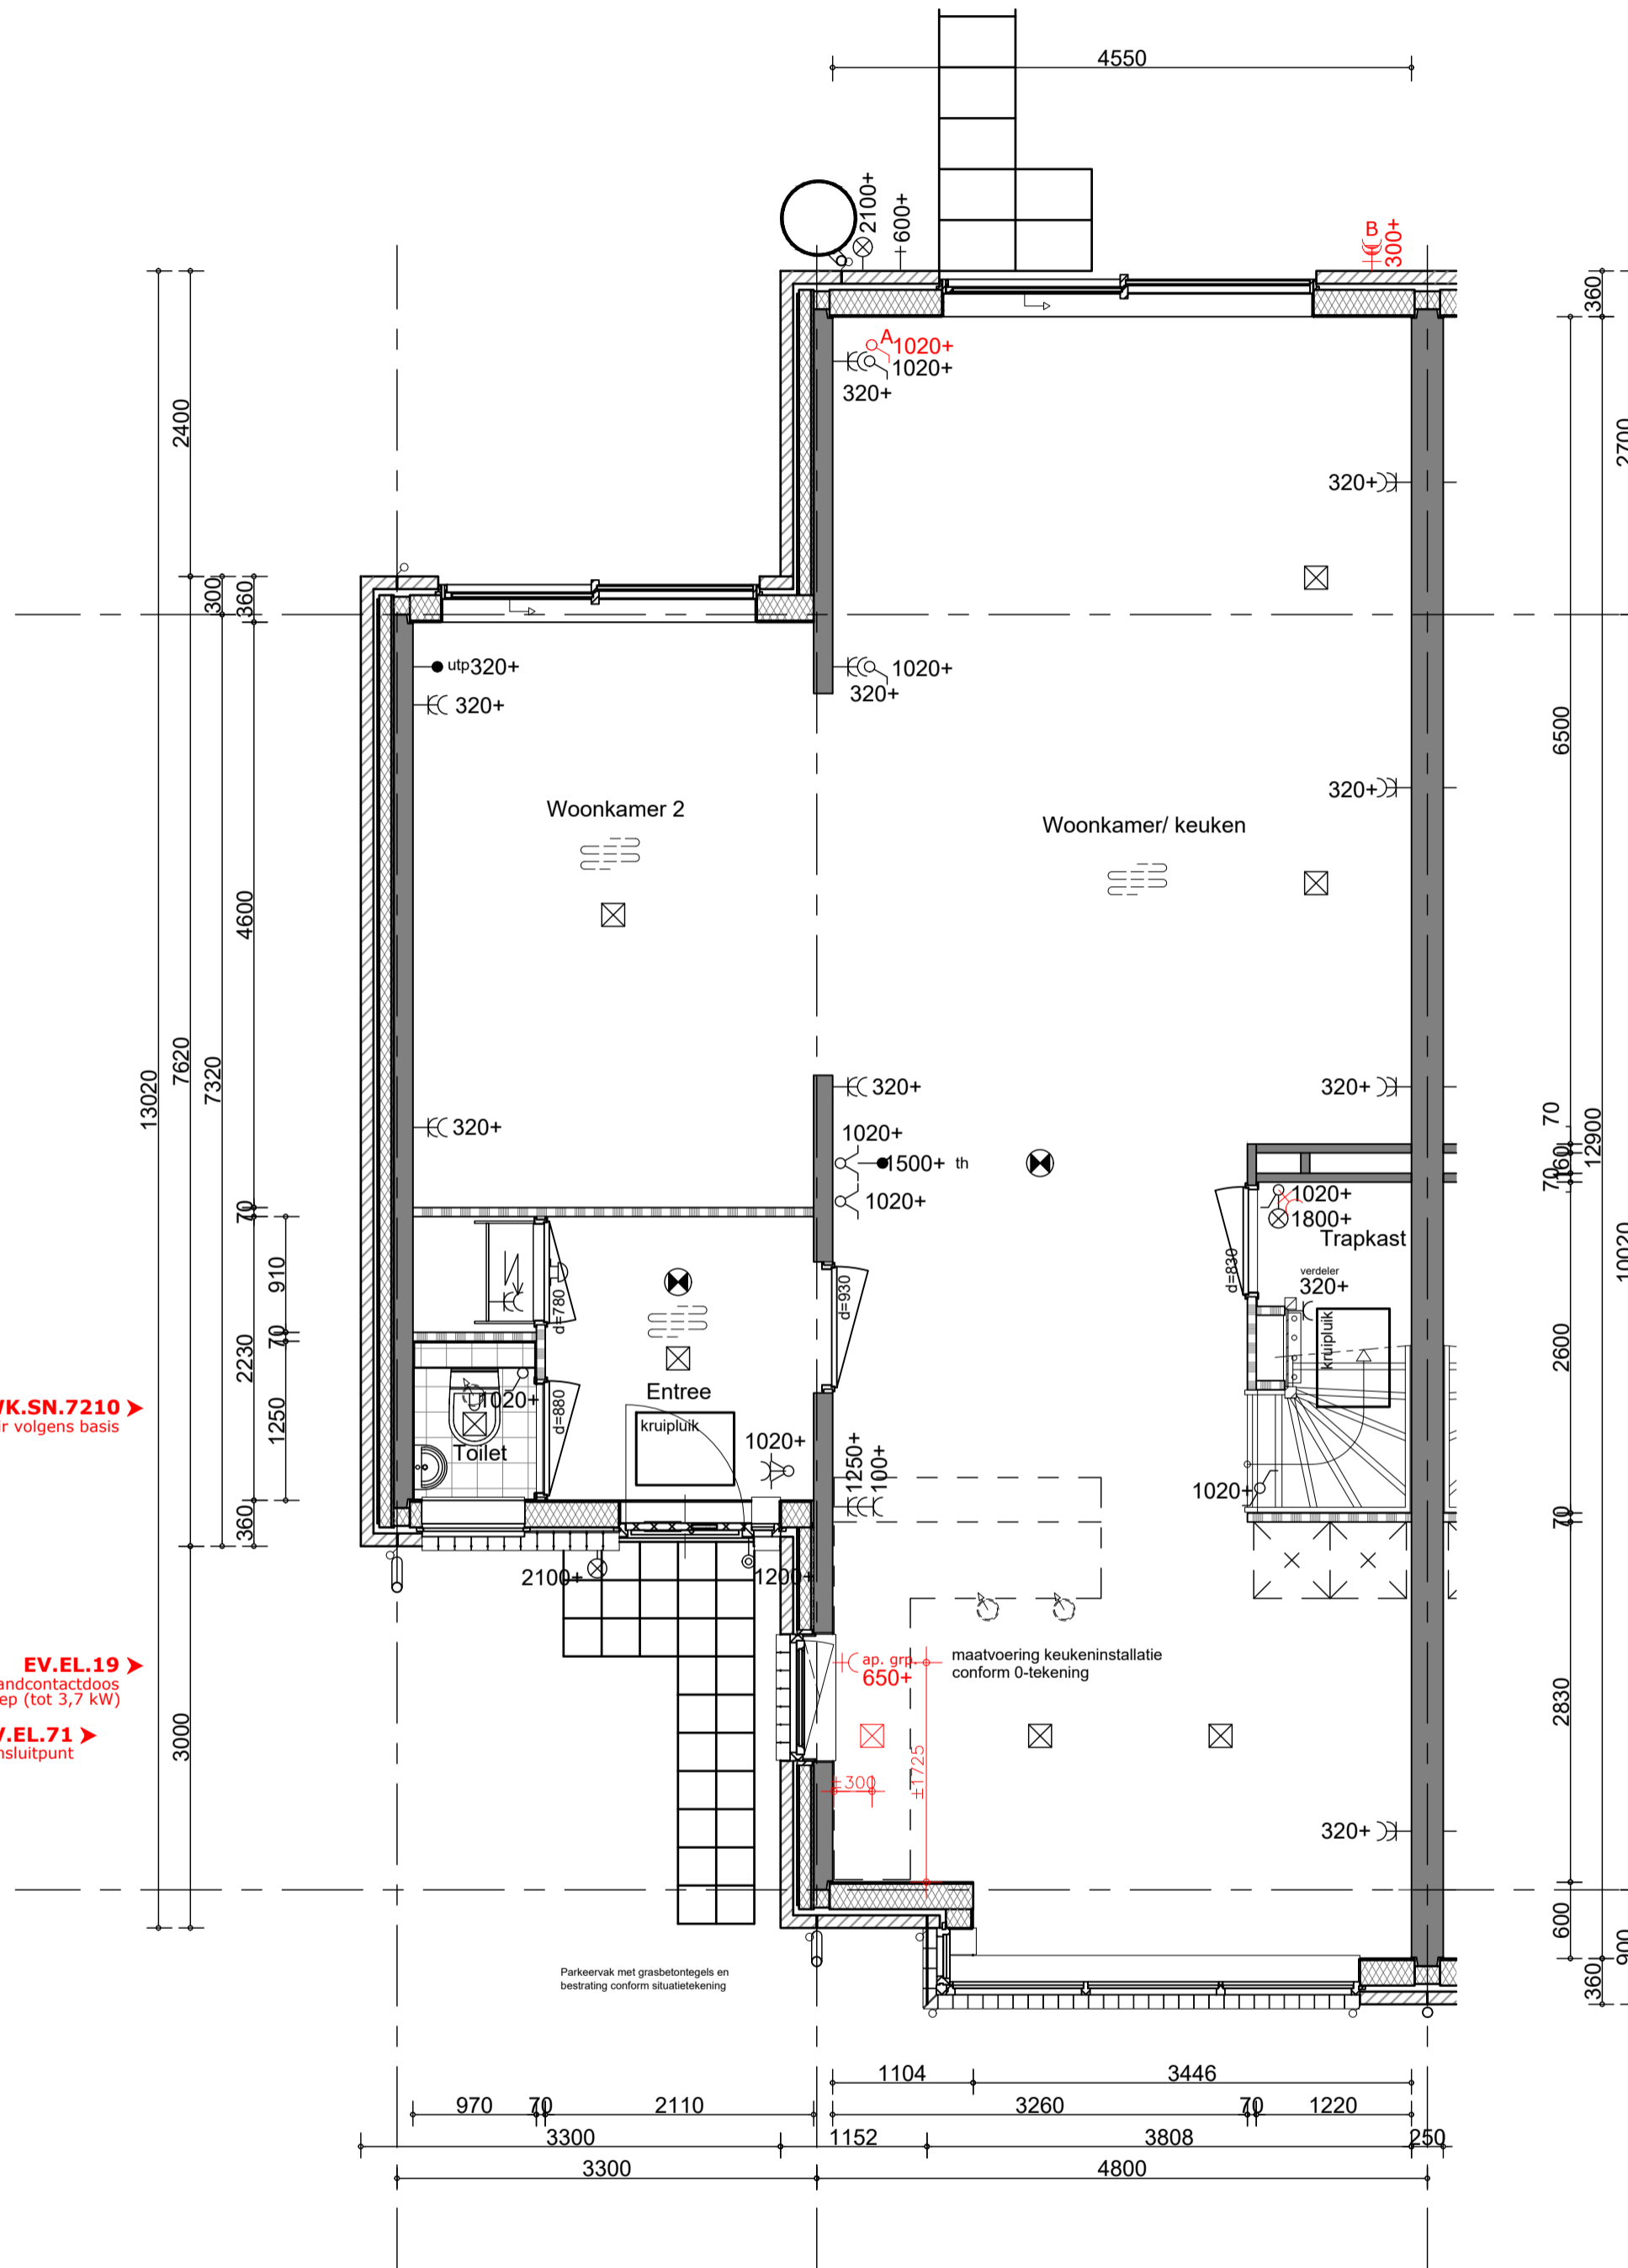 4550
2100+
600+
B
300+
360
A
1020+
1020+
320+
2400
2700
320+
300
360
utp 320+
1020+
320+
320+
6500
320+
Woonkamer 2
Woonkamer/ keuken
4600
13020
7620
7320
320+
320+
70
12900
320+
1020+
1500+ th
1020+
160
70
70
1020+
1800+
Trapkast
910
d=780
d=930
d=830
verdeler
320+
10020
70
2230
1250
2600
kruipluik
Entree
kruipluik
1020+
d=880
Toilet
WK.SN.7210
r volgens basis
1020+
1250+
100+
1020+
360
70
2100+
1200+
EV.EL.19
andcontactdoos
ep (tot 3,7 kW)
V.EL.71
nsluitpunt
ap. grp.
650+
maatvoering keukeninstallatie
conform 0-tekening
3000
2830
±300
±1725
320+
600
900
360
Parkeervak met grasbetontegels en
bestrating conform situatietekening
1104
3446
970
70
2110
3260
70
1220
3300
1152
3808
250
3300
4800